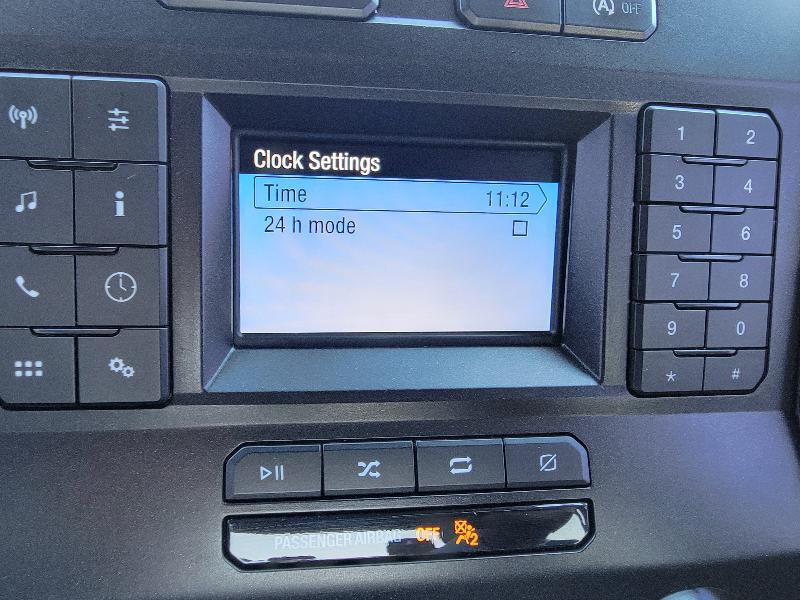 OFF
Clock Settings
Time 11:12
24 h mode
1 2
3 4
5 6
7 8
9 0
* #
PASSENGER AIRBAG OFF 2